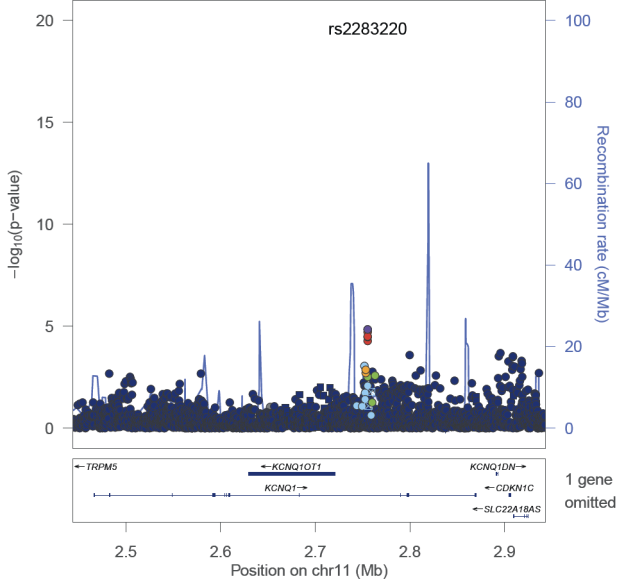 rs2283220
20
15
10
5
0
−log10(p−value)
100
80
60
40
20
0
Recombination rate (cM/Mb)
←TRPM5
←KCNQ1OT1
KCNQ1DN→
KCNQ1→
←CDKN1C
←SLC22A18AS
1 gene
omitted
2.5 2.6 2.7 2.8 2.9
Position on chr11 (Mb)